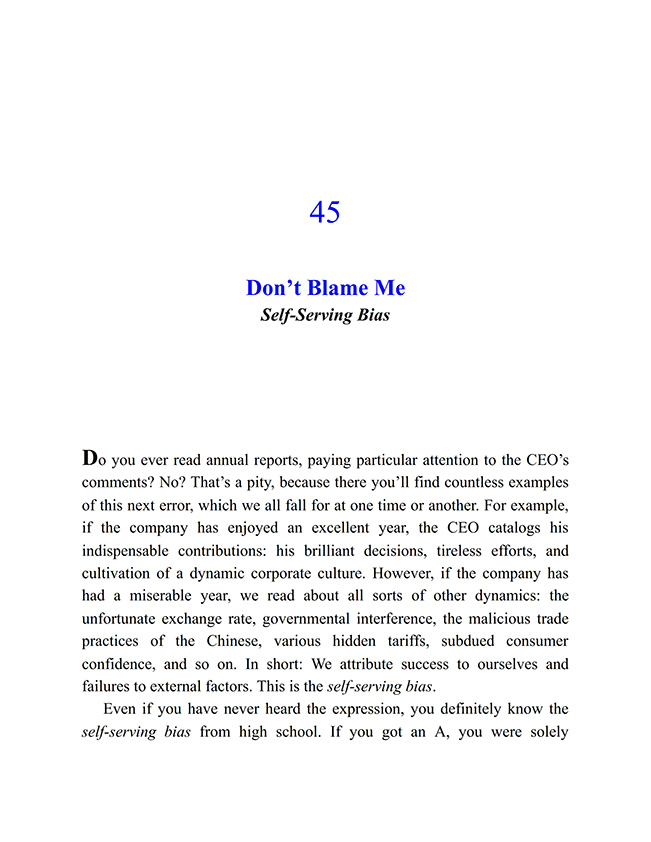 45
Don’t Blame Me
Self-Serving Bias
Do you ever read annual reports, paying particular attention to the CEO’s
comments? No? That’s a pity, because there you’ll find countless examples
of this next error, which we all fall for at one time or another. For example,
if the company has enjoyed an excellent year, the CEO catalogs his
indispensable contributions: his brilliant decisions, tireless efforts, and
cultivation of a dynamic corporate culture. However, if the company has
had a miserable year, we read about all sorts of other dynamics: the
unfortunate exchange rate, governmental interference, the malicious trade
practices of the Chinese, various hidden tariffs, subdued consumer
confidence, and so on. In short: We attribute success to ourselves and
failures to external factors. This is the self-serving bias.
Even if you have never heard the expression, you definitely know the
self-serving bias from high school. If you got an A, you were solely